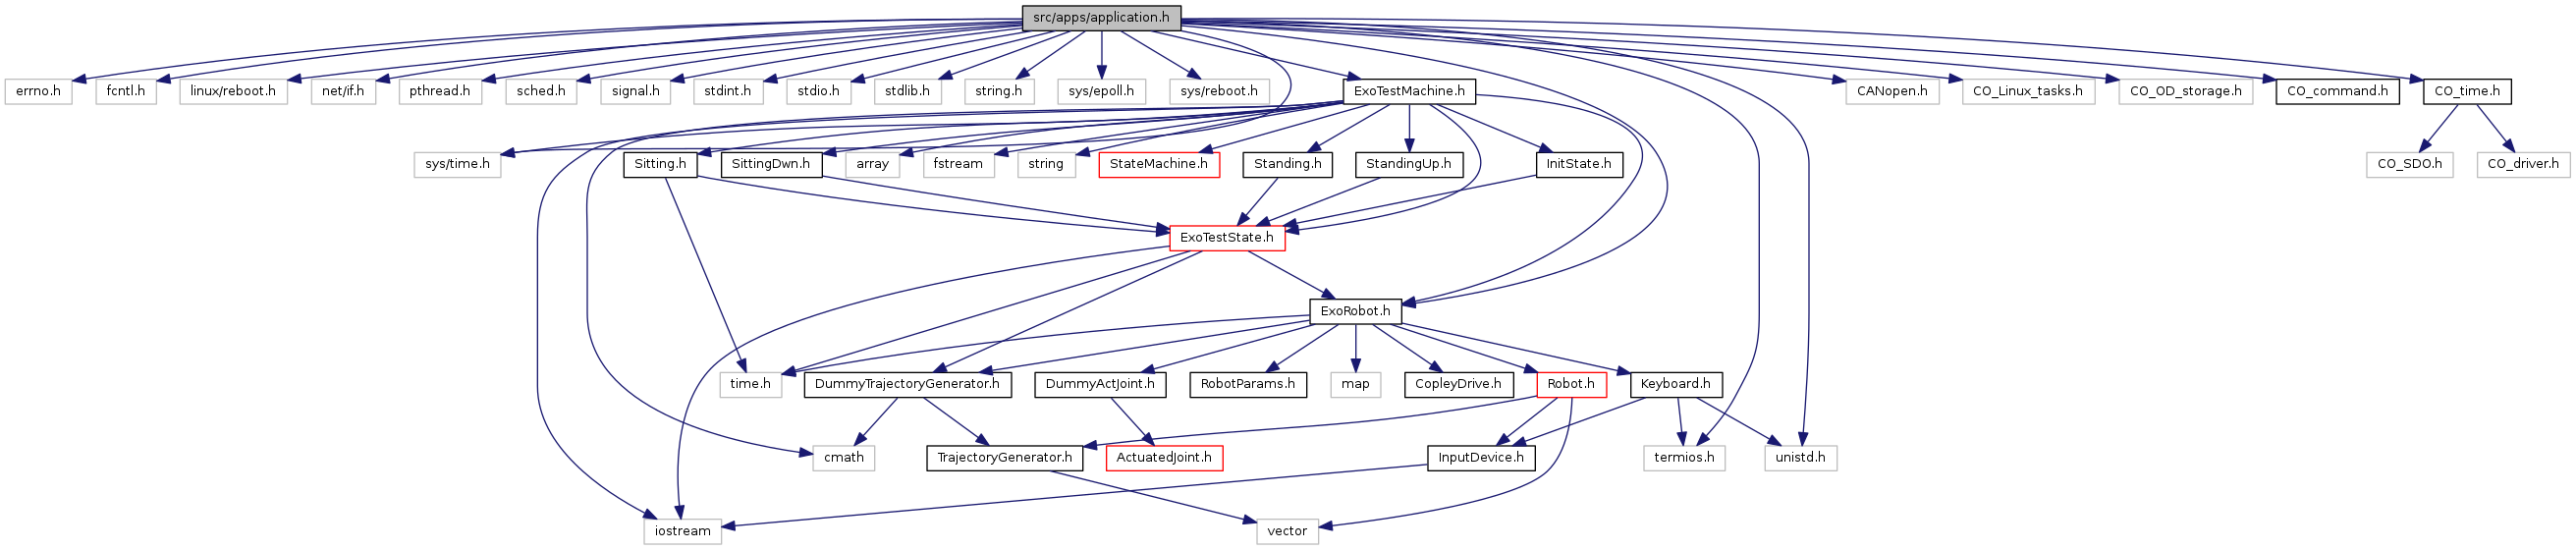 src/apps/application.h
errno.h
fcntl.h
linux/reboot.h
net/if.h
pthread.h
sched.h
signal.h
stdint.h
stdio.h
stdlib.h
string.h
sys/epoll.h
sys/reboot.h
ExoTestMachine.h
CANopen.h
CO_Linux_tasks.h
CO_OD_storage.h
CO_command.h
CO_time.h
sys/time.h
Sitting.h
SittingDwn.h
array
fstream
string
StateMachine.h
Standing.h
StandingUp.h
InitState.h
CO_SDO.h
CO_driver.h
ExoTestState.h
ExoRobot.h
time.h
DummyTrajectoryGenerator.h
DummyActJoint.h
RobotParams.h
map
CopleyDrive.h
Robot.h
Keyboard.h
cmath
TrajectoryGenerator.h
ActuatedJoint.h
InputDevice.h
termios.h
unistd.h
iostream
vector